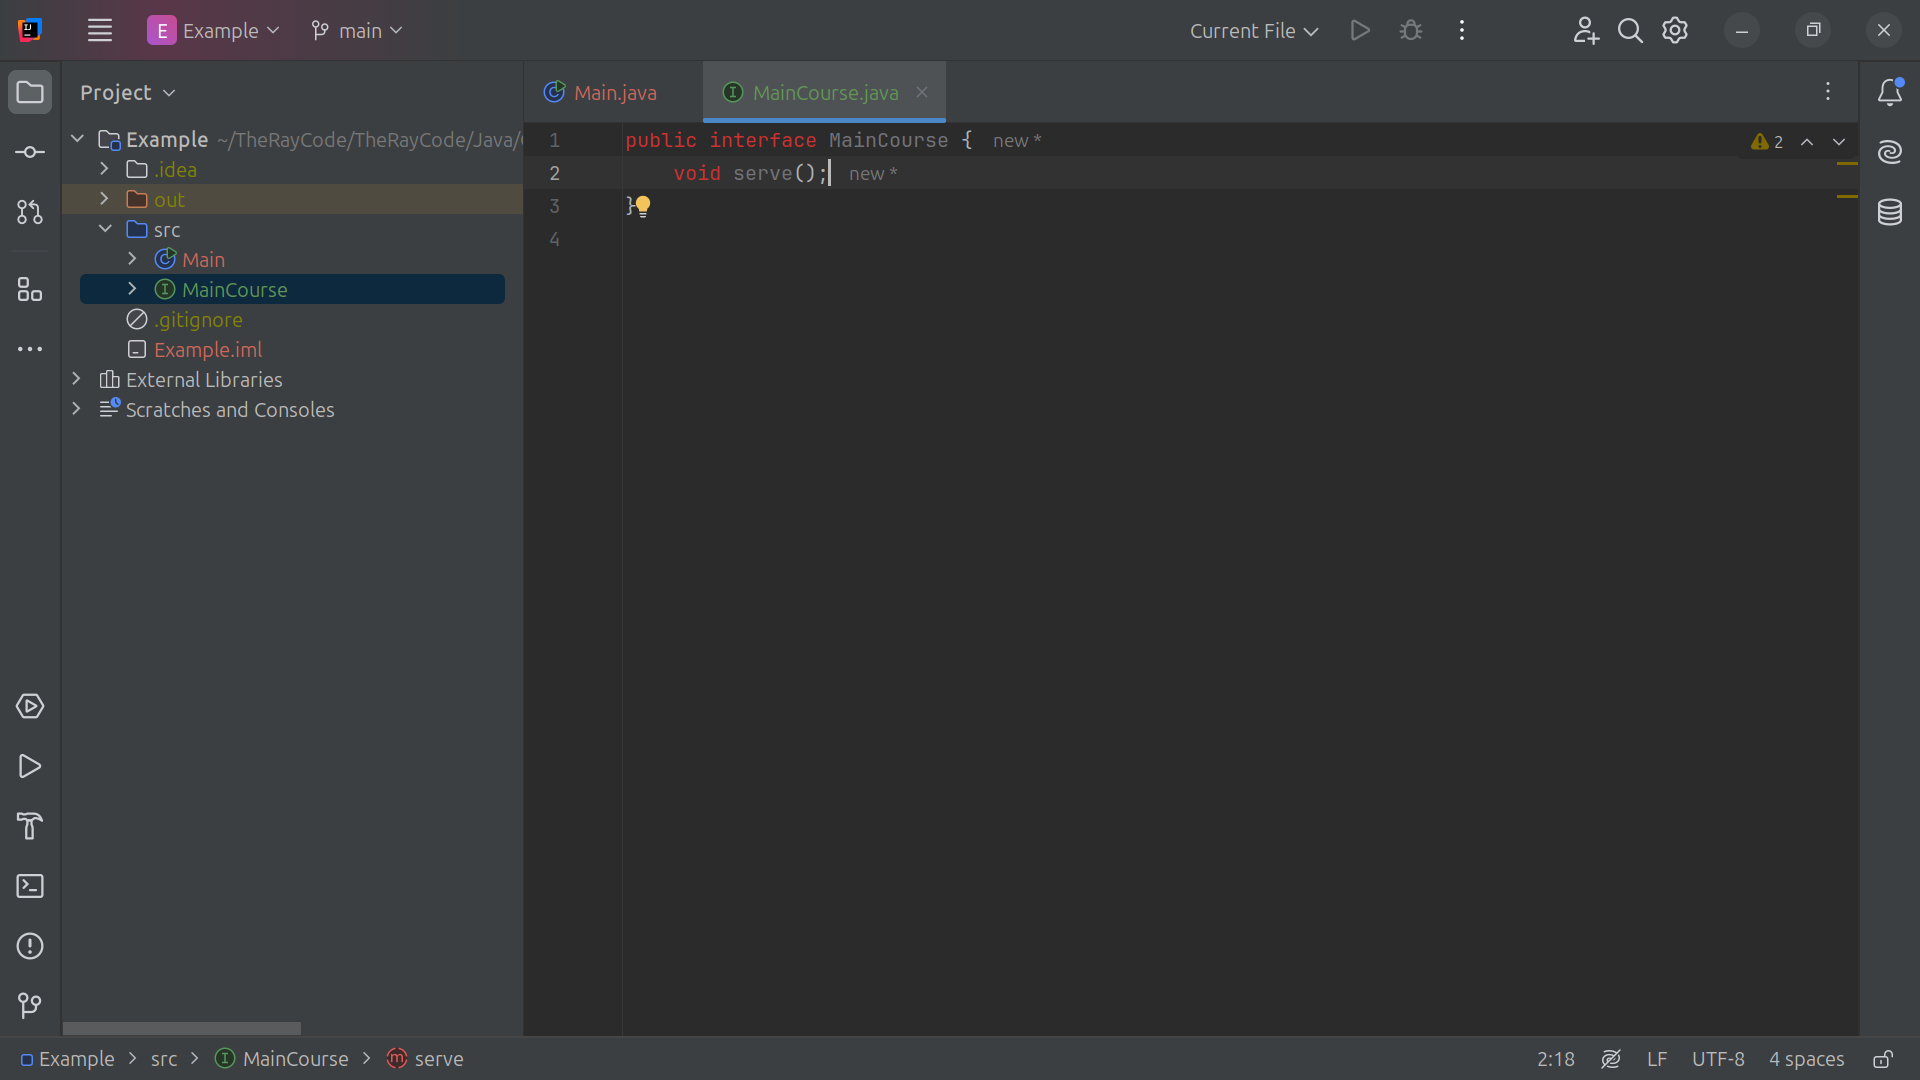 E Example main Current File
Project
Main.java MainCourse.java
Example ~/TheRayCode/TheRayCode/Java/
.idea
out
src
Main
MainCourse
.gitignore
Example.iml
External Libraries
Scratches and Consoles
1 public interface MainCourse { new *
2 void serve(); new *
3 }
4
2
Example src MainCourse serve
2:18 LF UTF-8 4 spaces